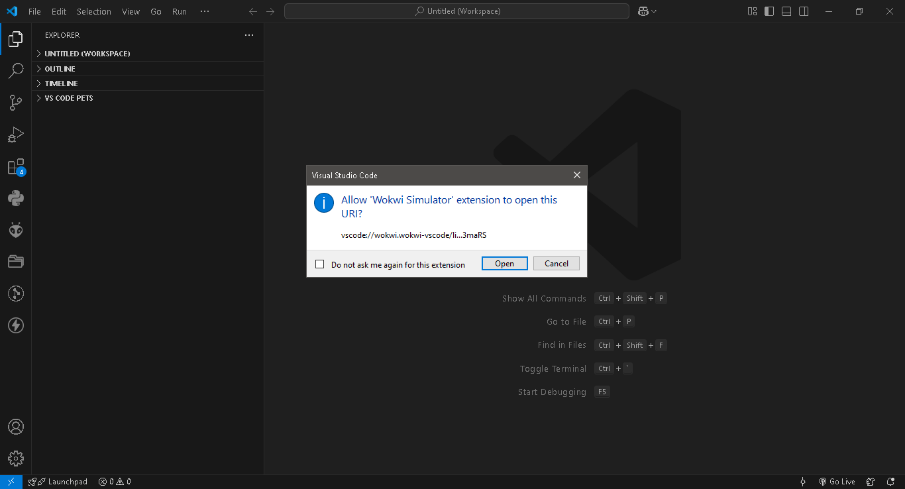 File Edit Selection View Go Run ···
Untitled (Workspace)
EXPLORER ···
UNTITLED (WORKSPACE)
OUTLINE
TIMELINE
VS CODE PETS
Visual Studio Code
Allow 'Wokwi Simulator' extension to open this
URI?
vscode://wokwi.wokwi-vscode/li...3maRS
Do not ask me again for this extension
Open
Cancel
Show All Commands Ctrl + Shift + P
Go to File Ctrl + P
Find in Files Ctrl + Shift + F
Toggle Terminal Ctrl + `
Start Debugging F5
Launchpad 0 0 Go Live